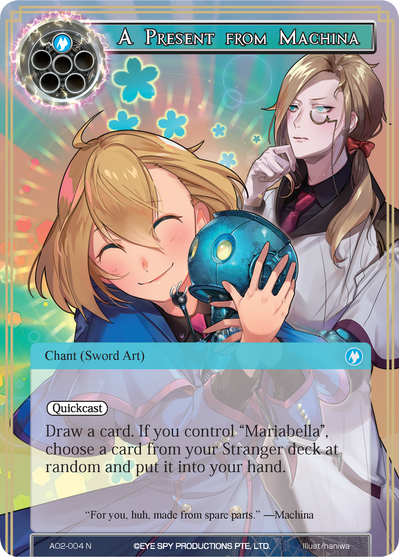 A Present from Machina
Chant (Sword Art)
Quickcast
Draw a card. If you control “Mariabella”,
choose a card from your Stranger deck at
random and put it into your hand.
“For you, huh, made from spare parts.” —Machina
A02-004 N ©EYE SPY PRODUCTIONS PTE. LTD. Illust/haniwa